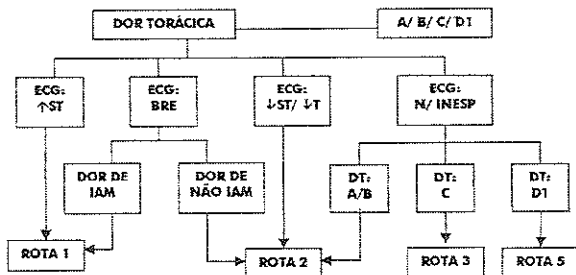 DOR TORÁCICA
A/ B/ C/ D1
ECG:
↑ST
ECG:
BRE
ECG:
↓ST/ ↓T
ECG:
N/ INESP
DOR DE
IAM
DOR DE
NÃO IAM
DT:
A/B
DT:
C
DT:
D1
ROTA 1
ROTA 2
ROTA 3
ROTA 5